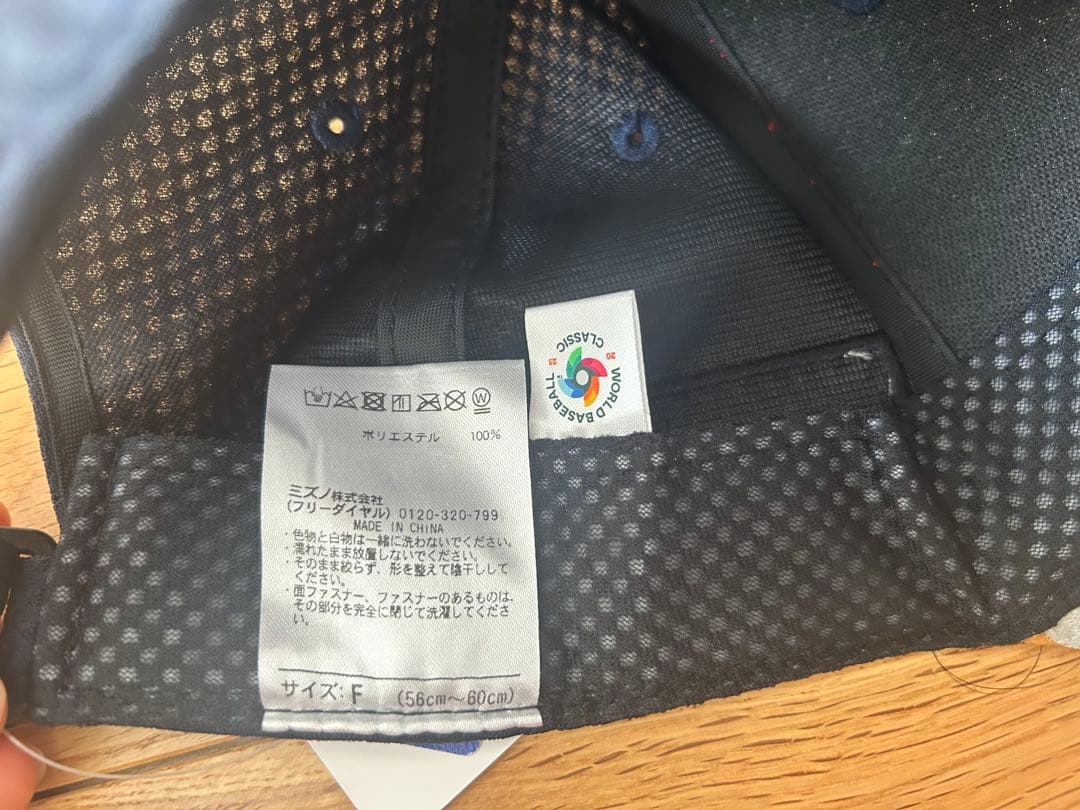 ポリエステル 100%
ミズノ株式会社
(フリーダイヤル) 0120-320-799
MADE IN CHINA
・色物と白物は一緒に洗わないでください。
・濡れたまま放置しないでください。
・そのまま絞らず、形を整えて陰干しして
ください。
・面ファスナー、ファスナーのあるものは、
その部分を完全に閉じて洗濯してくださ
い。
サイズ: F (56cm～60cm)
WORLD BASEBALL
CLASSIC
20
23